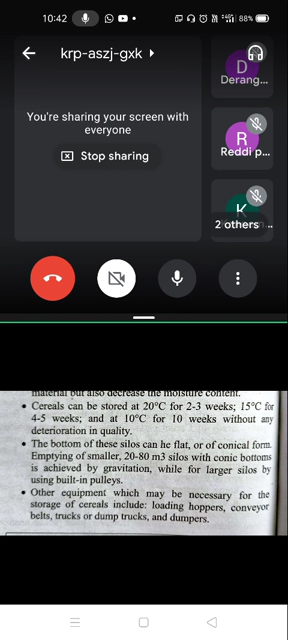 10:42
88%
krp-aszj-gxk
You're sharing your screen with
everyone
Stop sharing
D
Derang...
R
Reddi p...
K
2 others
material but also decrease the moisture content.
• Cereals can be stored at 20°C for 2-3 weeks; 15°C for
4-5 weeks; and at 10°C for 10 weeks without any
deterioration in quality.
• The bottom of these silos can he flat, or of conical form.
Emptying of smaller, 20-80 m3 silos with conic bottoms
is achieved by gravitation, while for larger silos by
using built-in pulleys.
• Other equipment which may be necessary for the
storage of cereals include: loading hoppers, conveyor
belts, trucks or dump trucks, and dumpers.